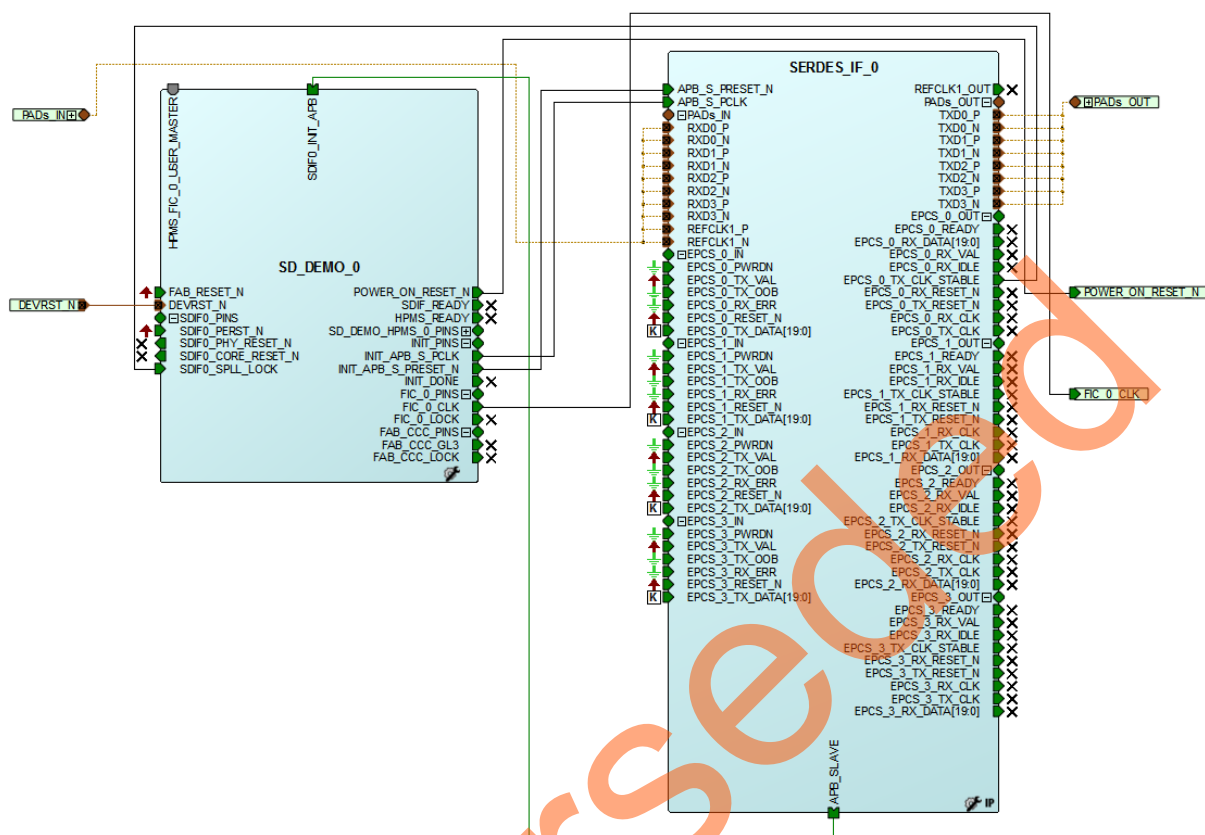 PADs_IN
DEVRST_N
HPMS_FIC_0_USER_MASTER
SDIF0_INIT_APB
SD_DEMO_0
FAB_RESET_N
DEVRST_N
SDIF0_PINS
SDIF0_PERST_N
SDIF0_PHY_RESET_N
SDIF0_CORE_RESET_N
SDIF0_SPLL_LOCK
POWER_ON_RESET_N
SDIF_READY
HPMS_READY
SD_DEMO_HPMS_0_PINS
INIT_PINS
INIT_APB_S_PCLK
INIT_APB_S_PRESET_N
INIT_DONE
FIC_0_PINS
FIC_0_CLK
FIC_0_LOCK
FAB_CCC_PINS
FAB_CCC_GL3
FAB_CCC_LOCK
SERDES_IF_0
APB_S_PRESET_N
APB_S_PCLK
PADs_IN
RXD0_P
RXD0_N
RXD1_P
RXD1_N
RXD2_P
RXD2_N
RXD3_P
RXD3_N
REFCLK1_P
REFCLK1_N
EPCS_0_IN
EPCS_0_PWRDN
EPCS_0_TX_VAL
EPCS_0_TX_OOB
EPCS_0_RX_ERR
EPCS_0_RESET_N
K EPCS_0_TX_DATA[19:0]
EPCS_1_IN
EPCS_1_PWRDN
EPCS_1_TX_VAL
EPCS_1_TX_OOB
EPCS_1_RX_ERR
EPCS_1_RESET_N
K EPCS_1_TX_DATA[19:0]
EPCS_2_IN
EPCS_2_PWRDN
EPCS_2_TX_VAL
EPCS_2_TX_OOB
EPCS_2_RX_ERR
EPCS_2_RESET_N
K EPCS_2_TX_DATA[19:0]
EPCS_3_IN
EPCS_3_PWRDN
EPCS_3_TX_VAL
EPCS_3_TX_OOB
EPCS_3_RX_ERR
EPCS_3_RESET_N
K EPCS_3_TX_DATA[19:0]
REFCLK1_OUT
PADs_OUT
TXD0_P
TXD0_N
TXD1_P
TXD1_N
TXD2_P
TXD2_N
TXD3_P
TXD3_N
EPCS_0_OUT
EPCS_0_READY
EPCS_0_RX_DATA[19:0]
EPCS_0_RX_VAL
EPCS_0_RX_IDLE
EPCS_0_TX_CLK_STABLE
EPCS_0_RX_RESET_N
EPCS_0_TX_RESET_N
EPCS_0_RX_CLK
EPCS_0_TX_CLK
EPCS_1_OUT
EPCS_1_READY
EPCS_1_RX_VAL
EPCS_1_RX_IDLE
EPCS_1_TX_CLK_STABLE
EPCS_1_RX_RESET_N
EPCS_1_TX_RESET_N
EPCS_1_RX_CLK
EPCS_1_TX_CLK
EPCS_1_RX_DATA[19:0]
EPCS_2_OUT
EPCS_2_READY
EPCS_2_RX_VAL
EPCS_2_RX_IDLE
EPCS_2_TX_CLK_STABLE
EPCS_2_RX_RESET_N
EPCS_2_TX_RESET_N
EPCS_2_RX_CLK
EPCS_2_TX_CLK
EPCS_2_RX_DATA[19:0]
EPCS_3_OUT
EPCS_3_READY
EPCS_3_RX_VAL
EPCS_3_RX_IDLE
EPCS_3_TX_CLK_STABLE
EPCS_3_RX_RESET_N
EPCS_3_TX_RESET_N
EPCS_3_RX_CLK
EPCS_3_TX_CLK
EPCS_3_RX_DATA[19:0]
APB_SLAVE
IP
PADs_OUT
POWER_ON_RESET_N
FIC_0_CLK
rseded